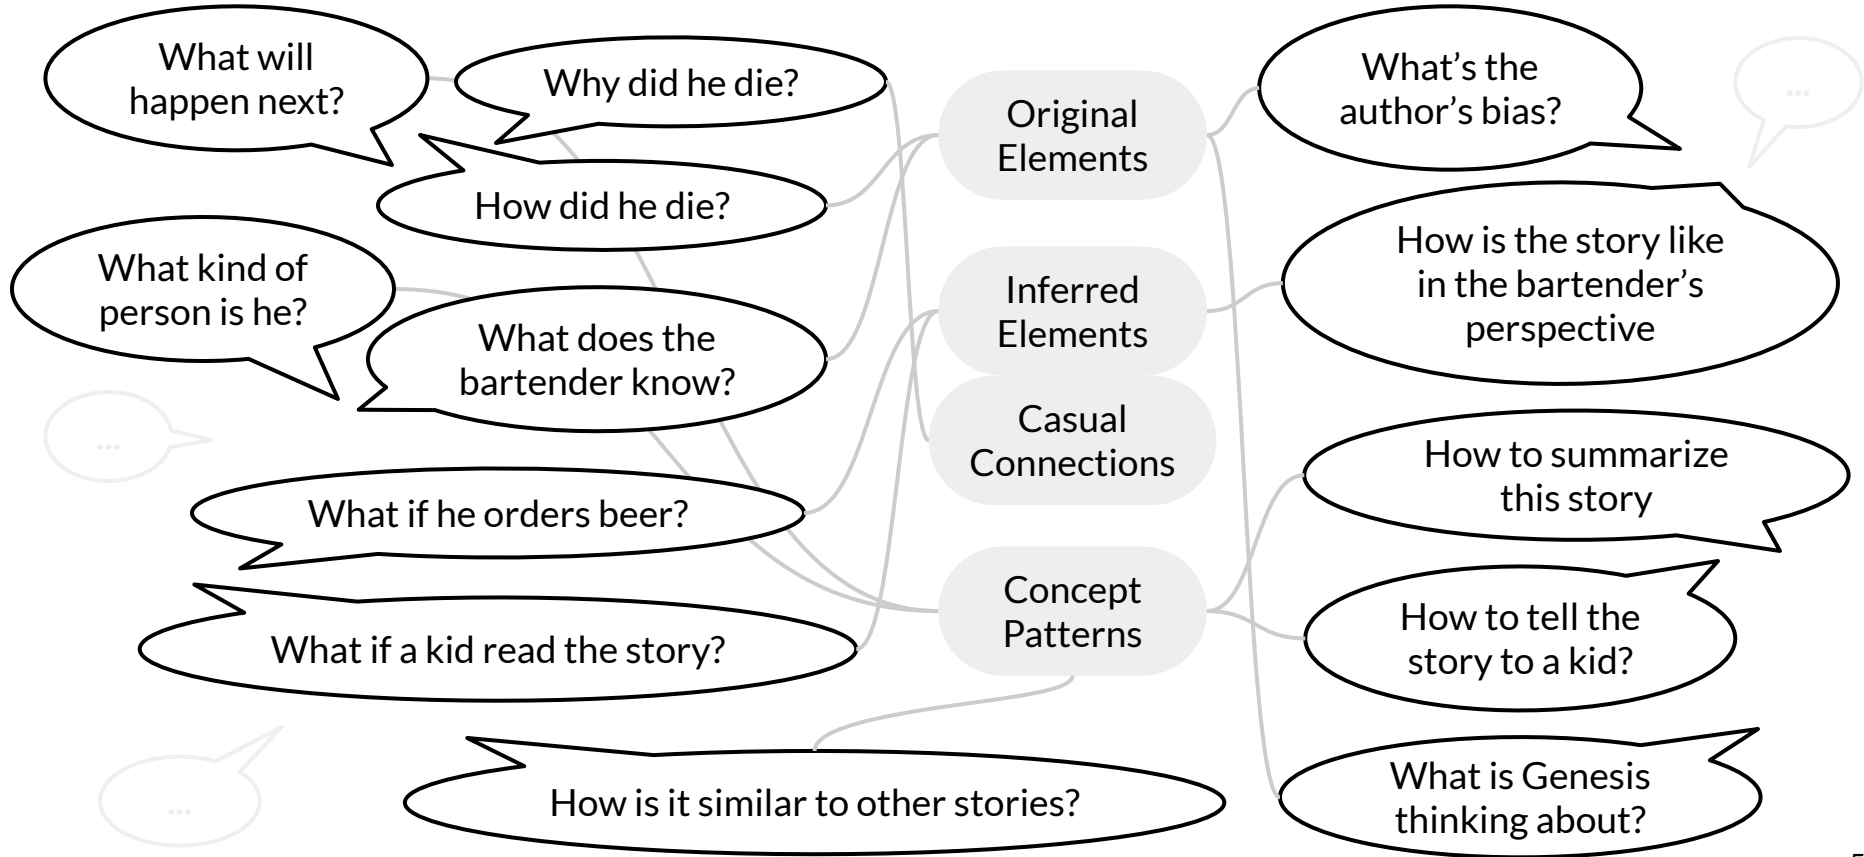 What will
happen next?
Why did he die?
How did he die?
What kind of
person is he?
What does the
bartender know?
...
What if he orders beer?
What if a kid read the story?
...
How is it similar to other stories?
Original
Elements
Inferred
Elements
Casual
Connections
Concept
Patterns
What's the
author's bias?
...
How is the story like
in the bartender's
perspective
How to summarize
this story
How to tell the
story to a kid?
What is Genesis
thinking about?